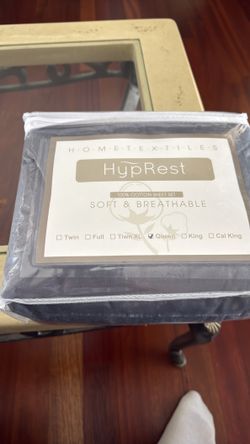 HOMETEXTILES
HypRest
100% COTTON SHEET SET
SOFT & BREATHABLE
☐ Twin ☐ Full ☐ Twin XL ☑ Queen ☐ King ☐ Cal King